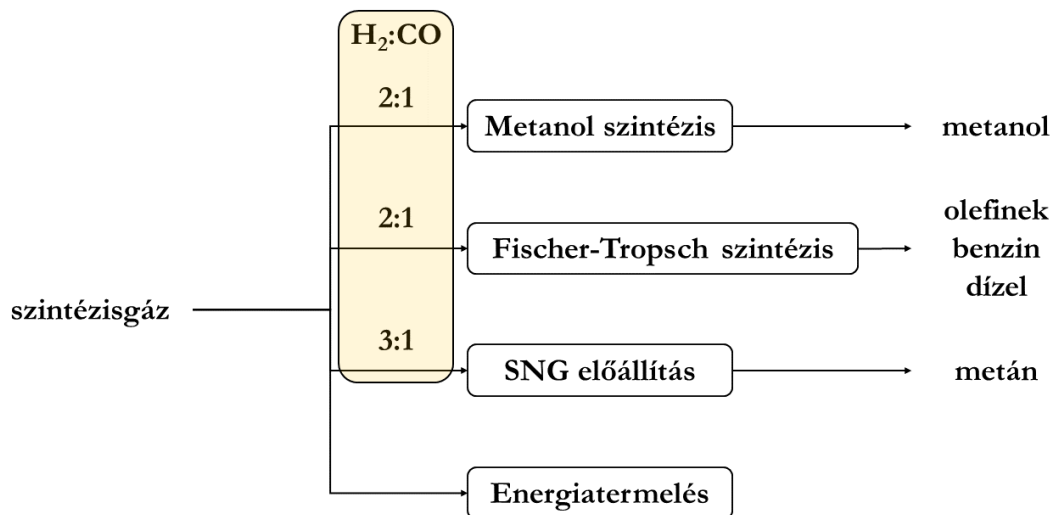 H₂:CO
2:1
Metanol szintézis
metanol
2:1
Fischer-Tropsch szintézis
olefinek
benzin
dízel
szintézisgáz
3:1
SNG előállítás
metán
Energiatermelés